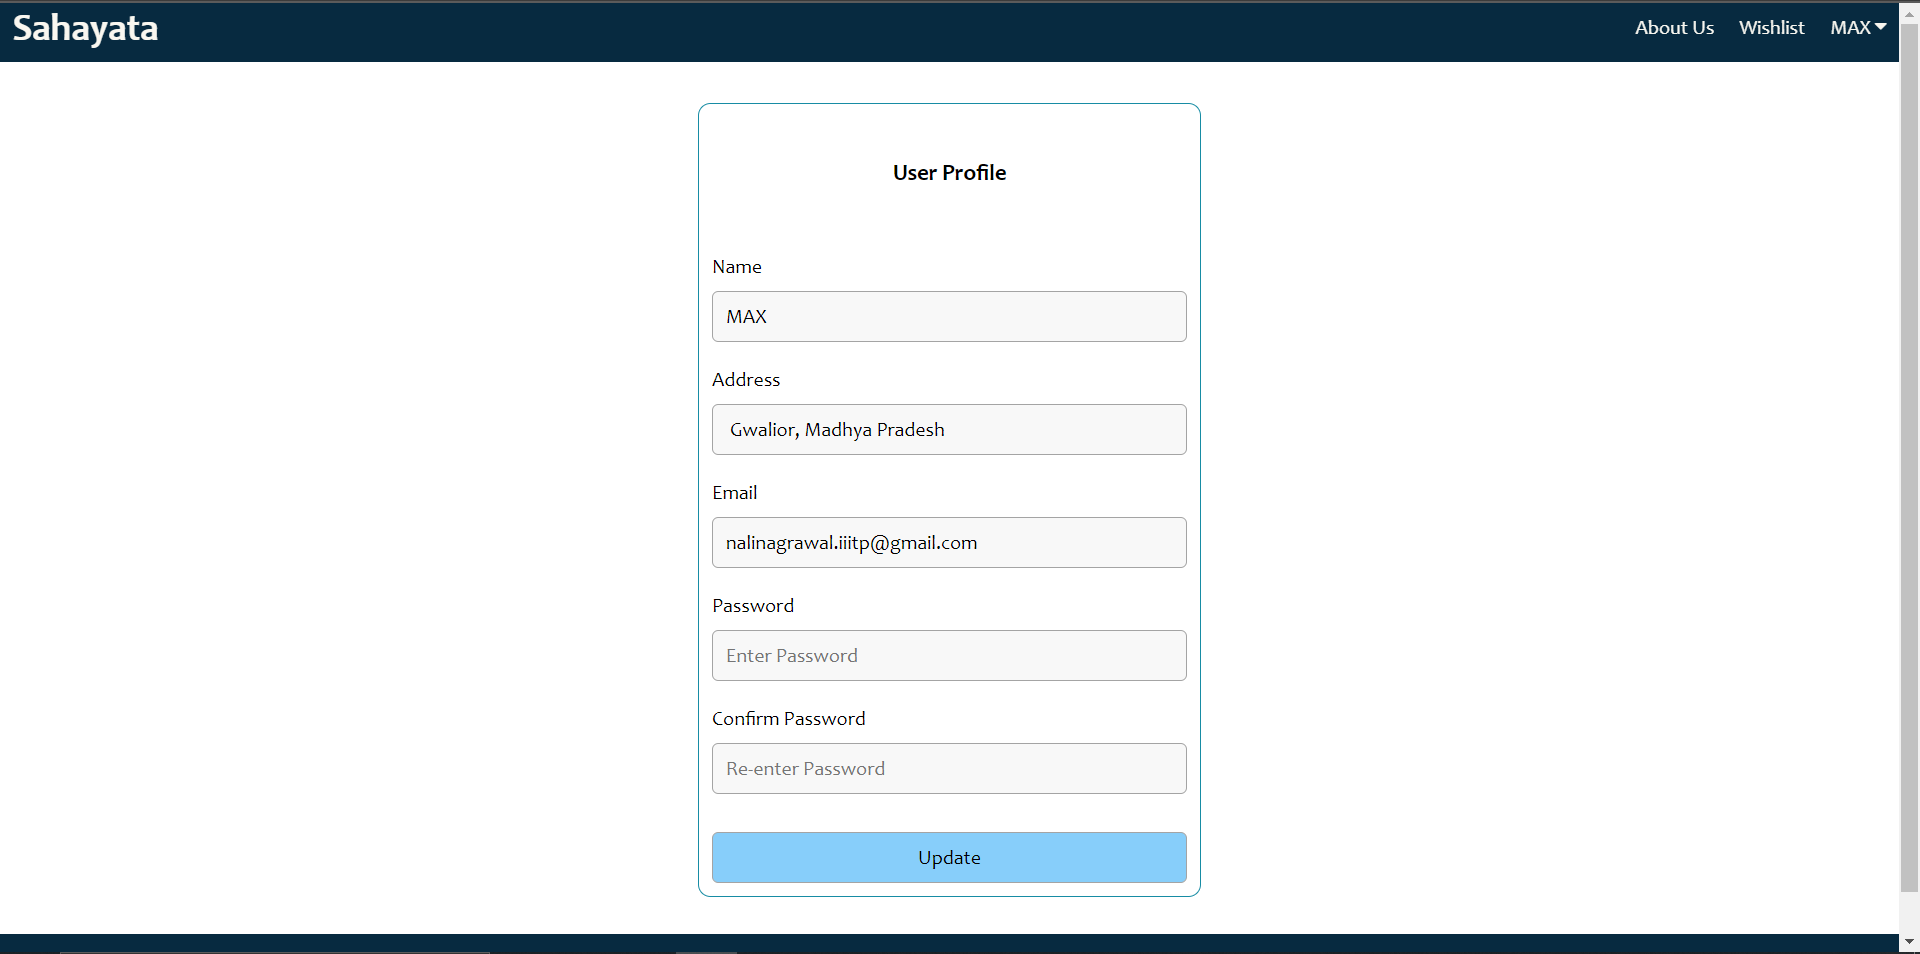 Sahayata
About Us Wishlist MAX
User Profile
Name
MAX
Address
Gwalior, Madhya Pradesh
Email
nalinagrawal.iiitp@gmail.com
Password
Enter Password
Confirm Password
Re-enter Password
Update